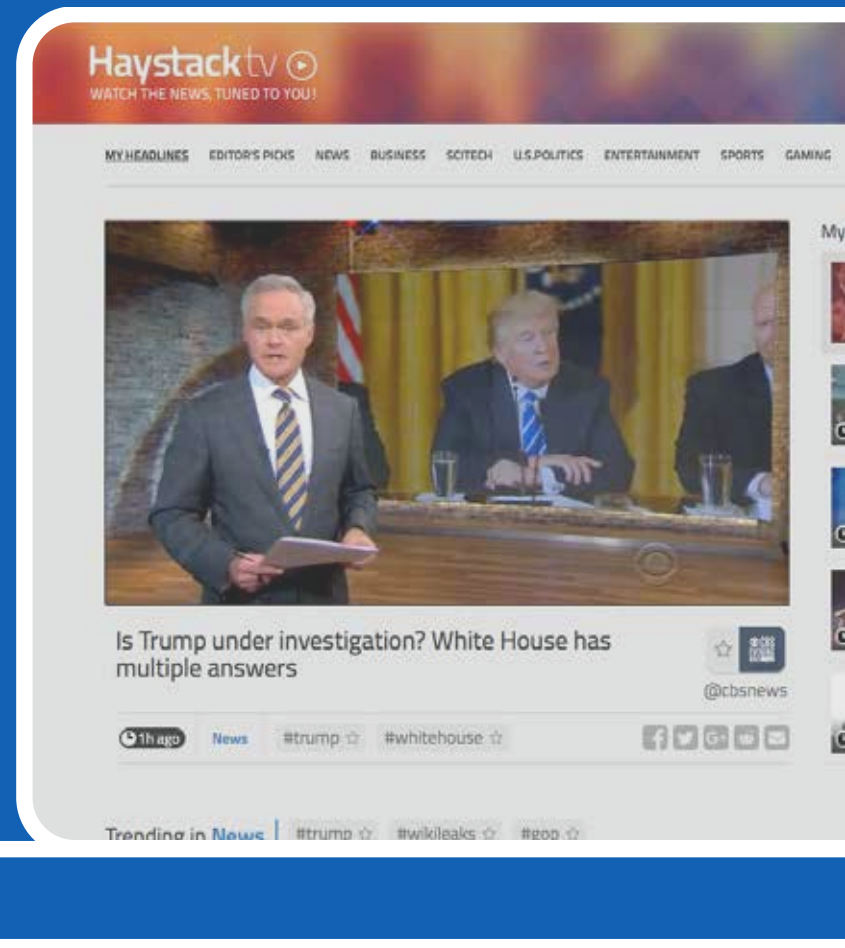 Haystack tv
WATCH THE NEWS, TUNED TO YOU!
MY HEADLINES EDITOR'S PICKS NEWS BUSINESS SCITECH U.S.POLITICS ENTERTAINMENT SPORTS GAMING
My
Is Trump under investigation? White House has
multiple answers
@cbsnews
1h ago News #trump #whitehouse
Trending in News #trump #wikileaks #gop